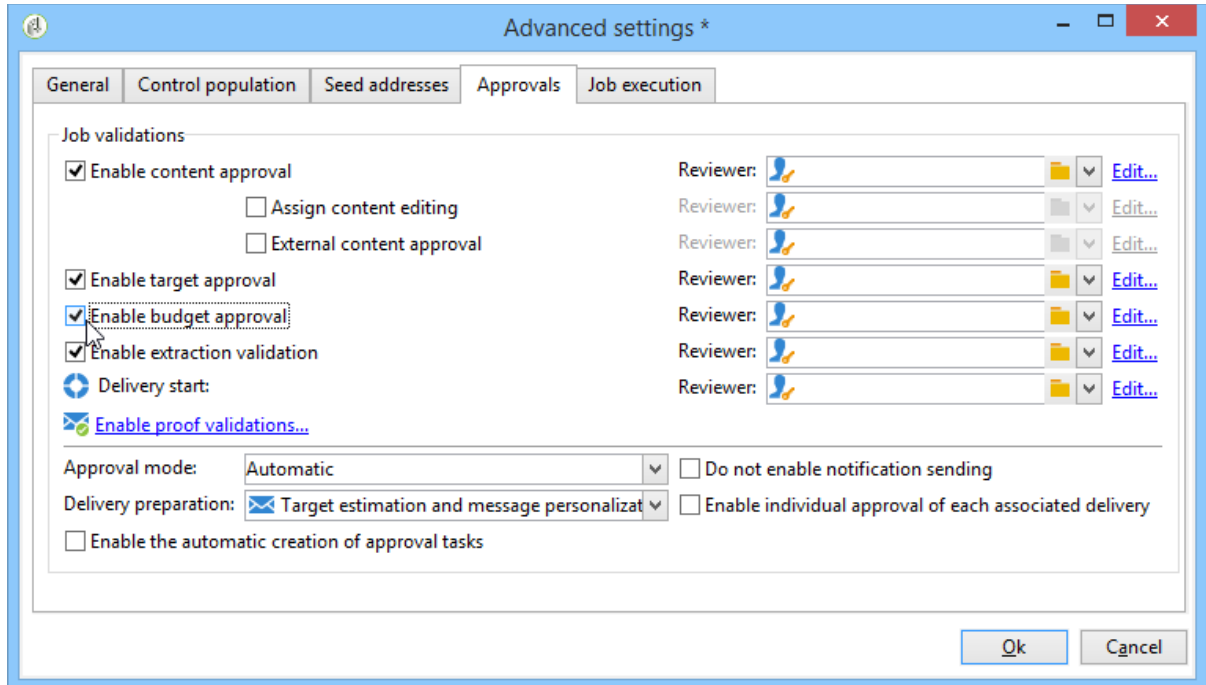 Advanced settings *
General Control population Seed addresses Approvals Job execution
Job validations
Enable content approval Reviewer: Edit...
Assign content editing Reviewer: Edit...
External content approval Reviewer: Edit...
Enable target approval Reviewer: Edit...
Enable budget approval Reviewer: Edit...
Enable extraction validation Reviewer: Edit...
Delivery start: Reviewer: Edit...
Enable proof validations...
Approval mode: Automatic Do not enable notification sending
Delivery preparation: Target estimation and message personalizat Enable individual approval of each associated delivery
Enable the automatic creation of approval tasks
Ok Cancel